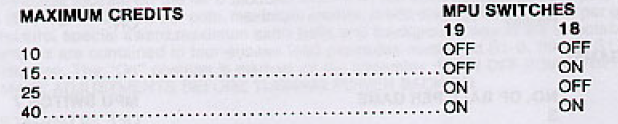 MAXIMUM CREDITS MPU SWITCHES
19 18
10 OFF OFF
15 OFF ON
25 ON OFF
40 ON ON